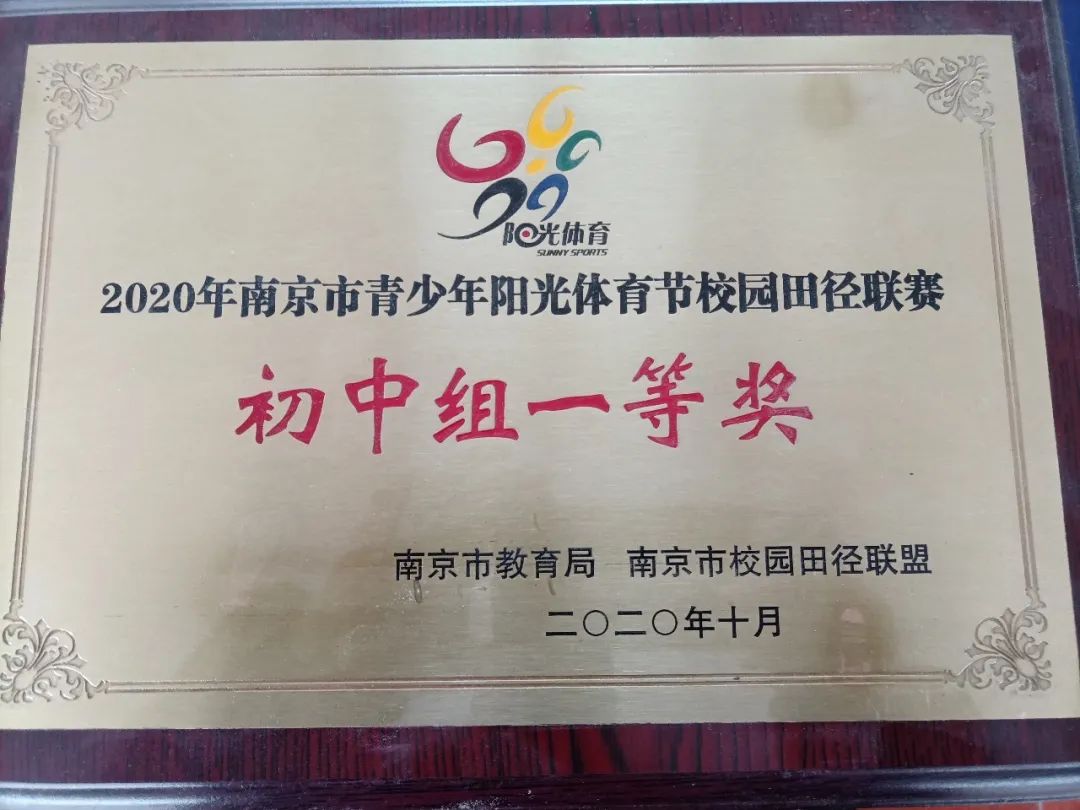 阳光体育
SUNNY SPORTS
2020年南京市青少年阳光体育节校园田径联赛
初中组一等奖
南京市教育局 南京市校园田径联盟
二〇二〇年十月